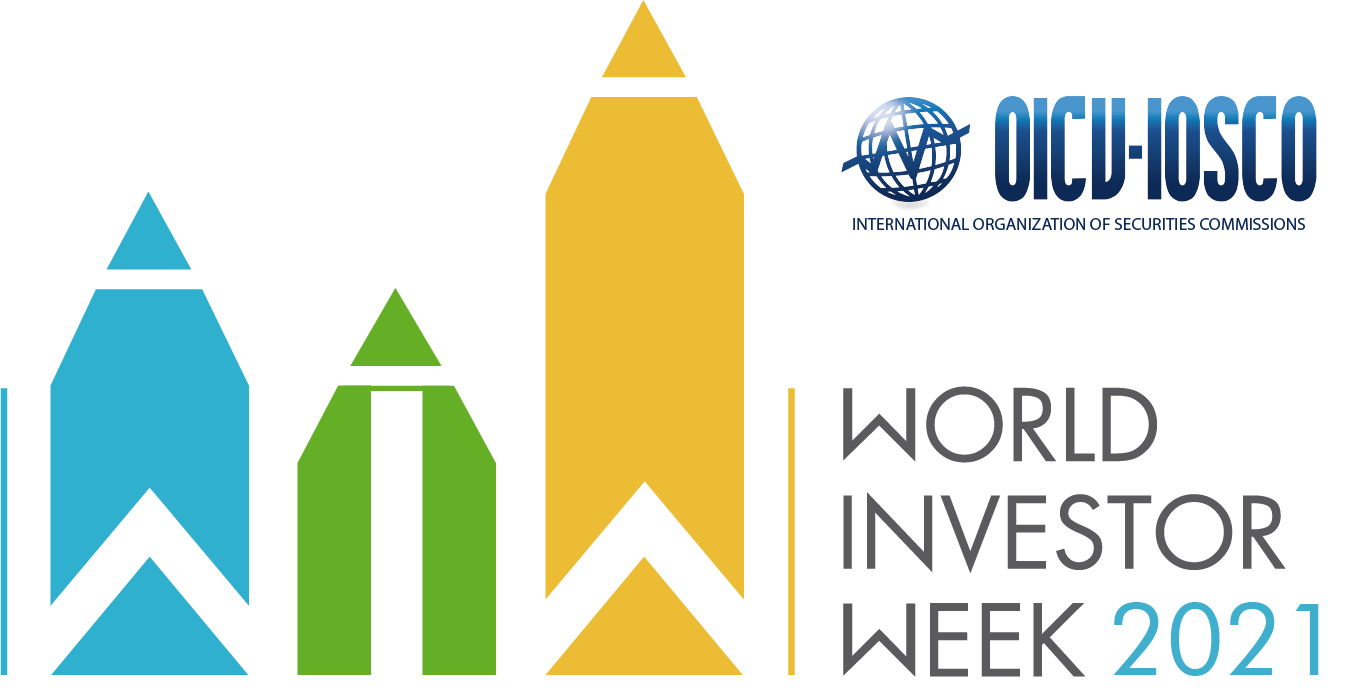 OICV-IOSCO
INTERNATIONAL ORGANIZATION OF SECURITIES COMMISSIONS
WORLD
INVESTOR
WEEK 2021